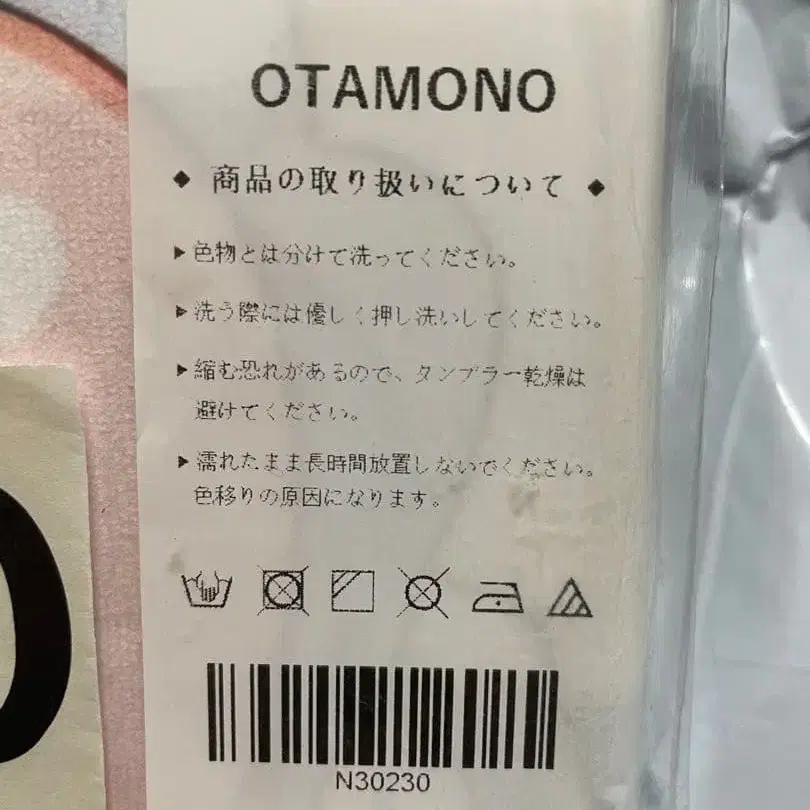 OTAMONO
◆ 商品の取り扱いについて ◆
▶色物とは分けて洗ってください。
▶洗う際には優しく押し洗いしてください。
▶縮む恐れがあるので、タンブラー乾燥は
避けてください。
▶濡れたまま長時間放置しないでください。
色移りの原因になります。
N30230